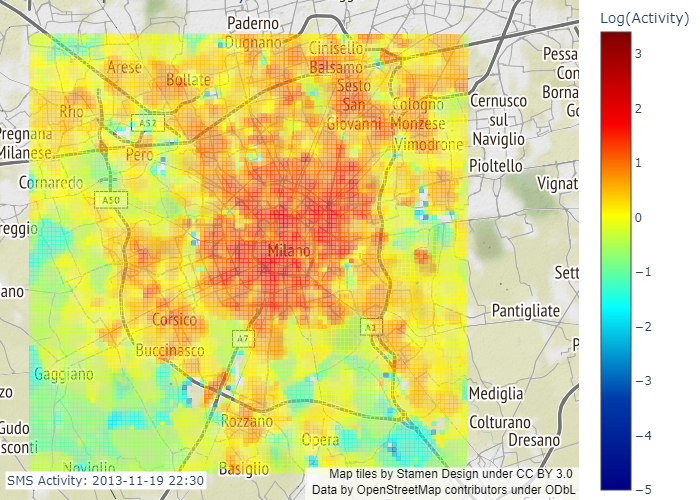 Log(Activity)
3
2
1
0
−1
−2
−3
−4
−5
Paderno
Dugnano
Cinisello
Balsamo
Arese
Bollate
Sesto
San
Giovanni
Cologno
Monzese
Vimodrone
Cernusco
sul
Naviglio
Pioltello
Pessa
Con
Borna
Go
Vignat
Rho
A52
Pero
Pregnana
Milanese
Cornaredo
A50
reggio
Milano
Sett
ano
Pantigliate
Corsico
A7
A1
P
Buccinasco
Gaggiano
zo
Mediglia
Rozzano
Colturano
Gudo
sconti
Opera
Dresano
Noviglio
Basiglio
SMS Activity: 2013-11-19 22:30
Map tiles by Stamen Design under CC BY 3.0
Data by OpenStreetMap contributors under ODbL